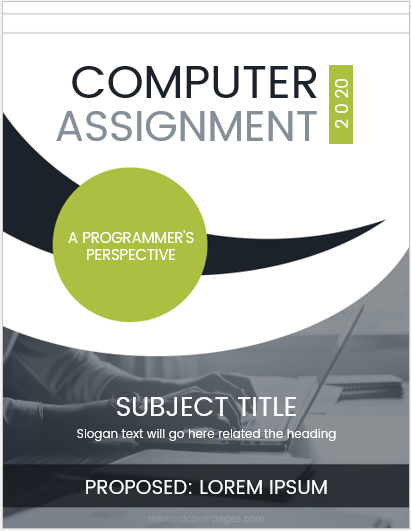 COMPUTER
ASSIGNMENT
2020
A PROGRAMMER'S
PERSPECTIVE
SUBJECT TITLE
Slogan text will go here related the heading
PROPOSED: LOREM IPSUM
mswordcoverpages.com